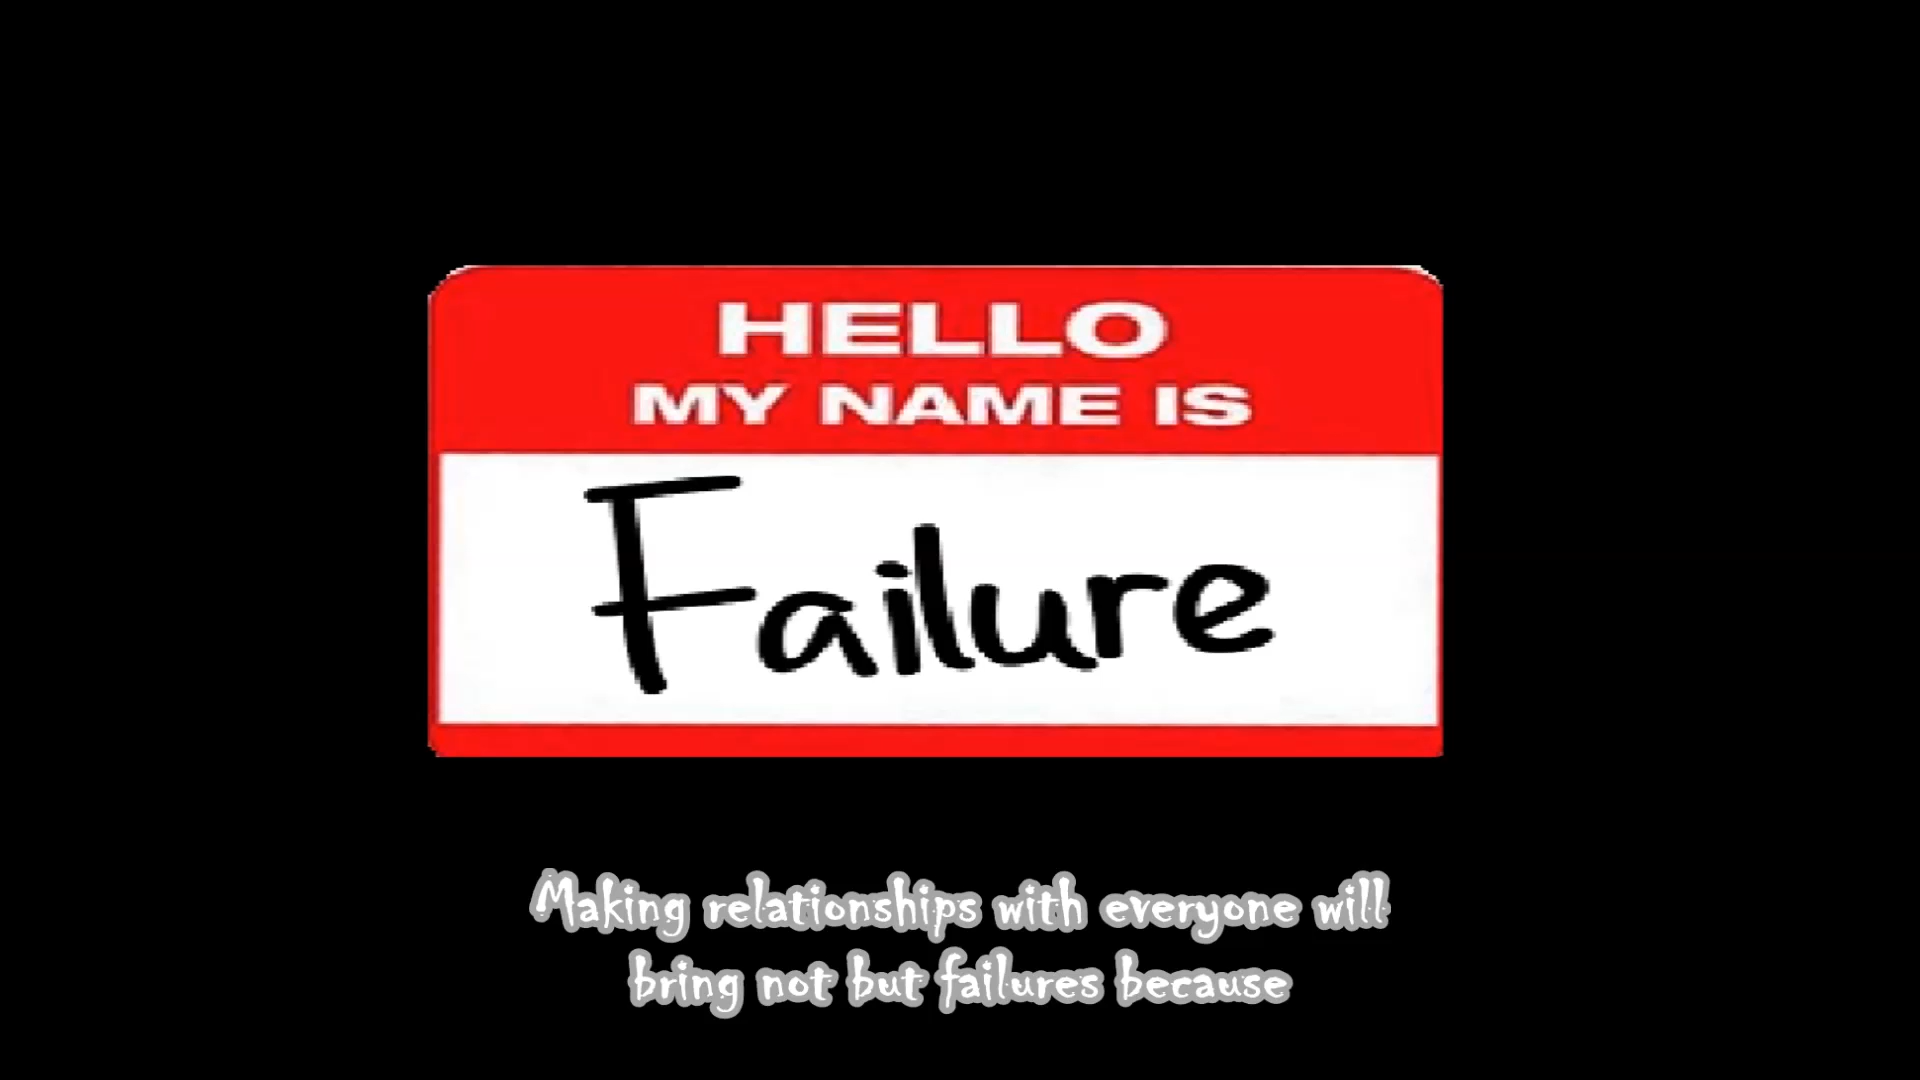 HELLO
MY NAME IS
Failure
Making relationships with everyone will
bring not but failures because